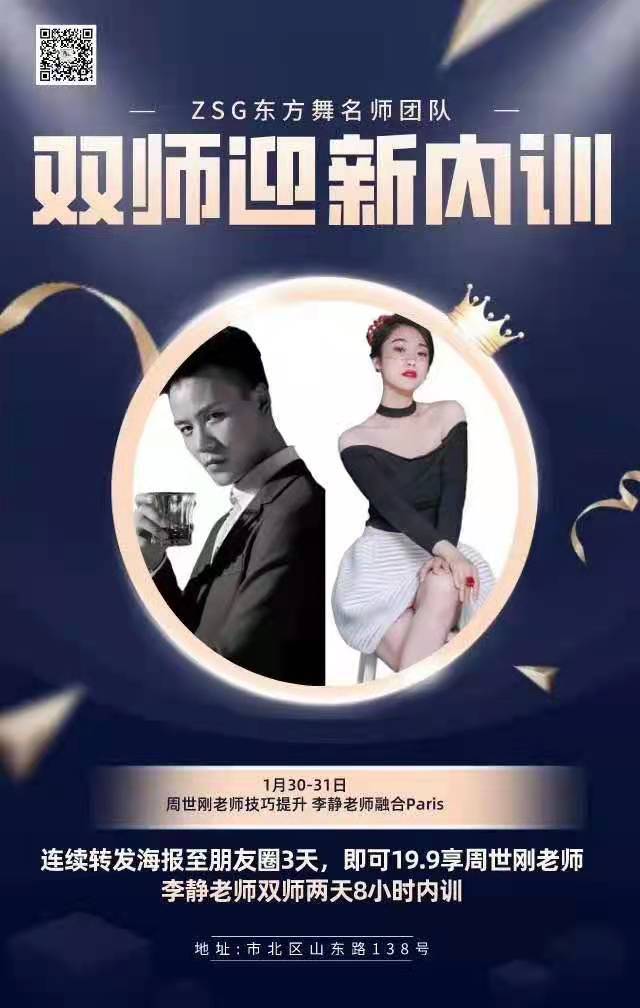 ZSG东方舞名师团队
双师迎新内训
1月30-31日
周世刚老师技巧提升 李静老师融合Paris
连续转发海报至朋友圈3天，即可19.9享周世刚老师
李静老师双师两天8小时内训
地址:市北区山东路138号